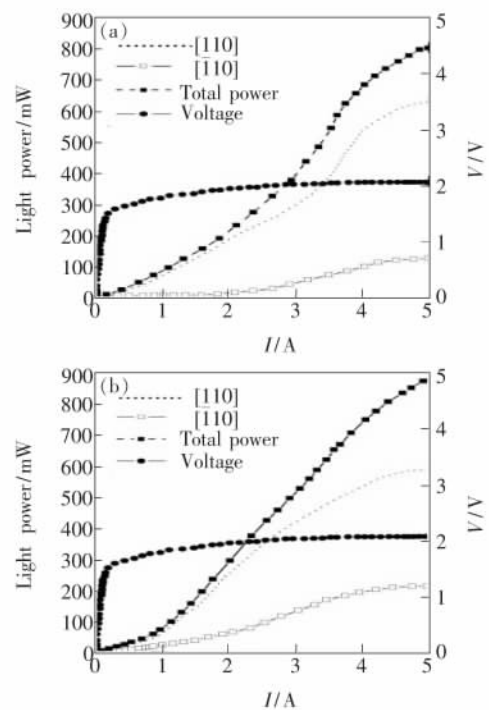 (a)
[110]
[1̄10]
Total power
Voltage
900
800
700
600
500
400
300
200
100
0
Light power/mW
5
4
3
2
1
0
V/V
0 1 2 3 4 5
I/A
(b)
[110]
[1̄10]
Total power
Voltage
900
800
700
600
500
400
300
200
100
0
Light power/mW
5
4
3
2
1
0
V/V
0 1 2 3 4 5
I/A